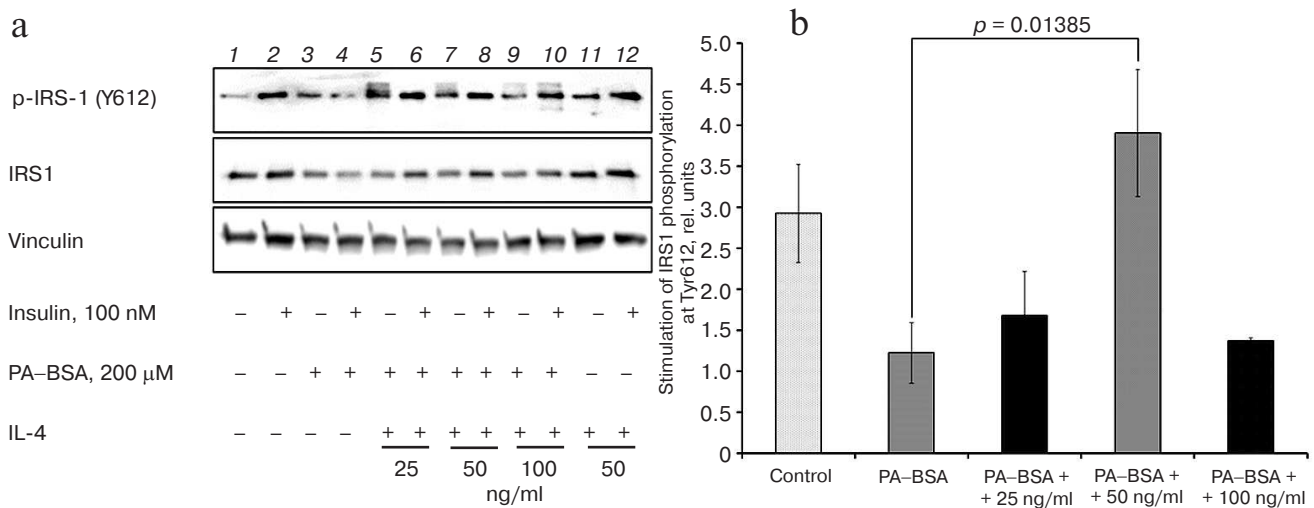 a
1 2 3 4 5 6 7 8 9 10 11 12
p-IRS-1 (Y612)
IRS1
Vinculin
Insulin, 100 nM – + – + – + – + – + – +
PA–BSA, 200 μM – – + + + + + + + + – –
IL-4 – – – – + + + + + + + +
25 50 100 50
ng/ml
b
p = 0.01385
Stimulation of IRS1 phosphorylation
at Tyr612, rel. units
5.0
4.5
4.0
3.5
3.0
2.5
2.0
1.5
1.0
0.5
0
Control
PA–BSA
PA–BSA +
+ 25 ng/ml
PA–BSA +
+ 50 ng/ml
PA–BSA +
+ 100 ng/ml